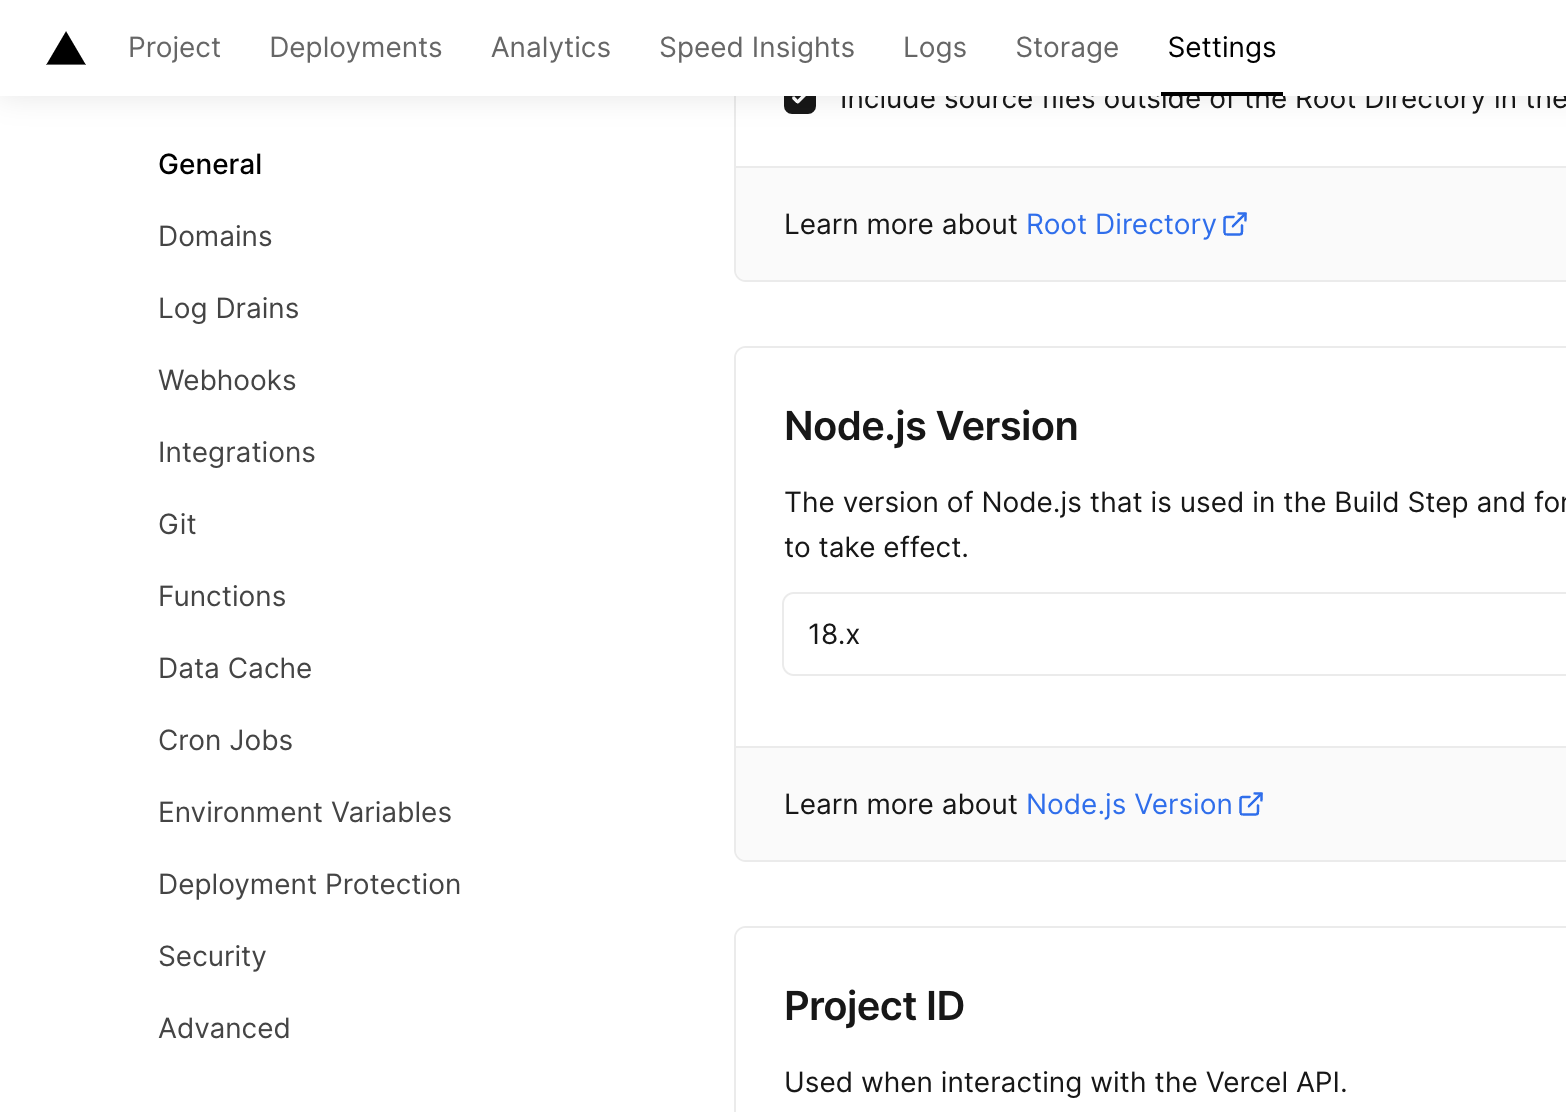 Project Deployments Analytics Speed Insights Logs Storage Settings
General
Domains
Log Drains
Webhooks
Integrations
Git
Functions
Data Cache
Cron Jobs
Environment Variables
Deployment Protection
Security
Advanced
Include source files outside of the Root Directory in the
Learn more about Root Directory
Node.js Version
The version of Node.js that is used in the Build Step and for
to take effect.
18.x
Learn more about Node.js Version
Project ID
Used when interacting with the Vercel API.